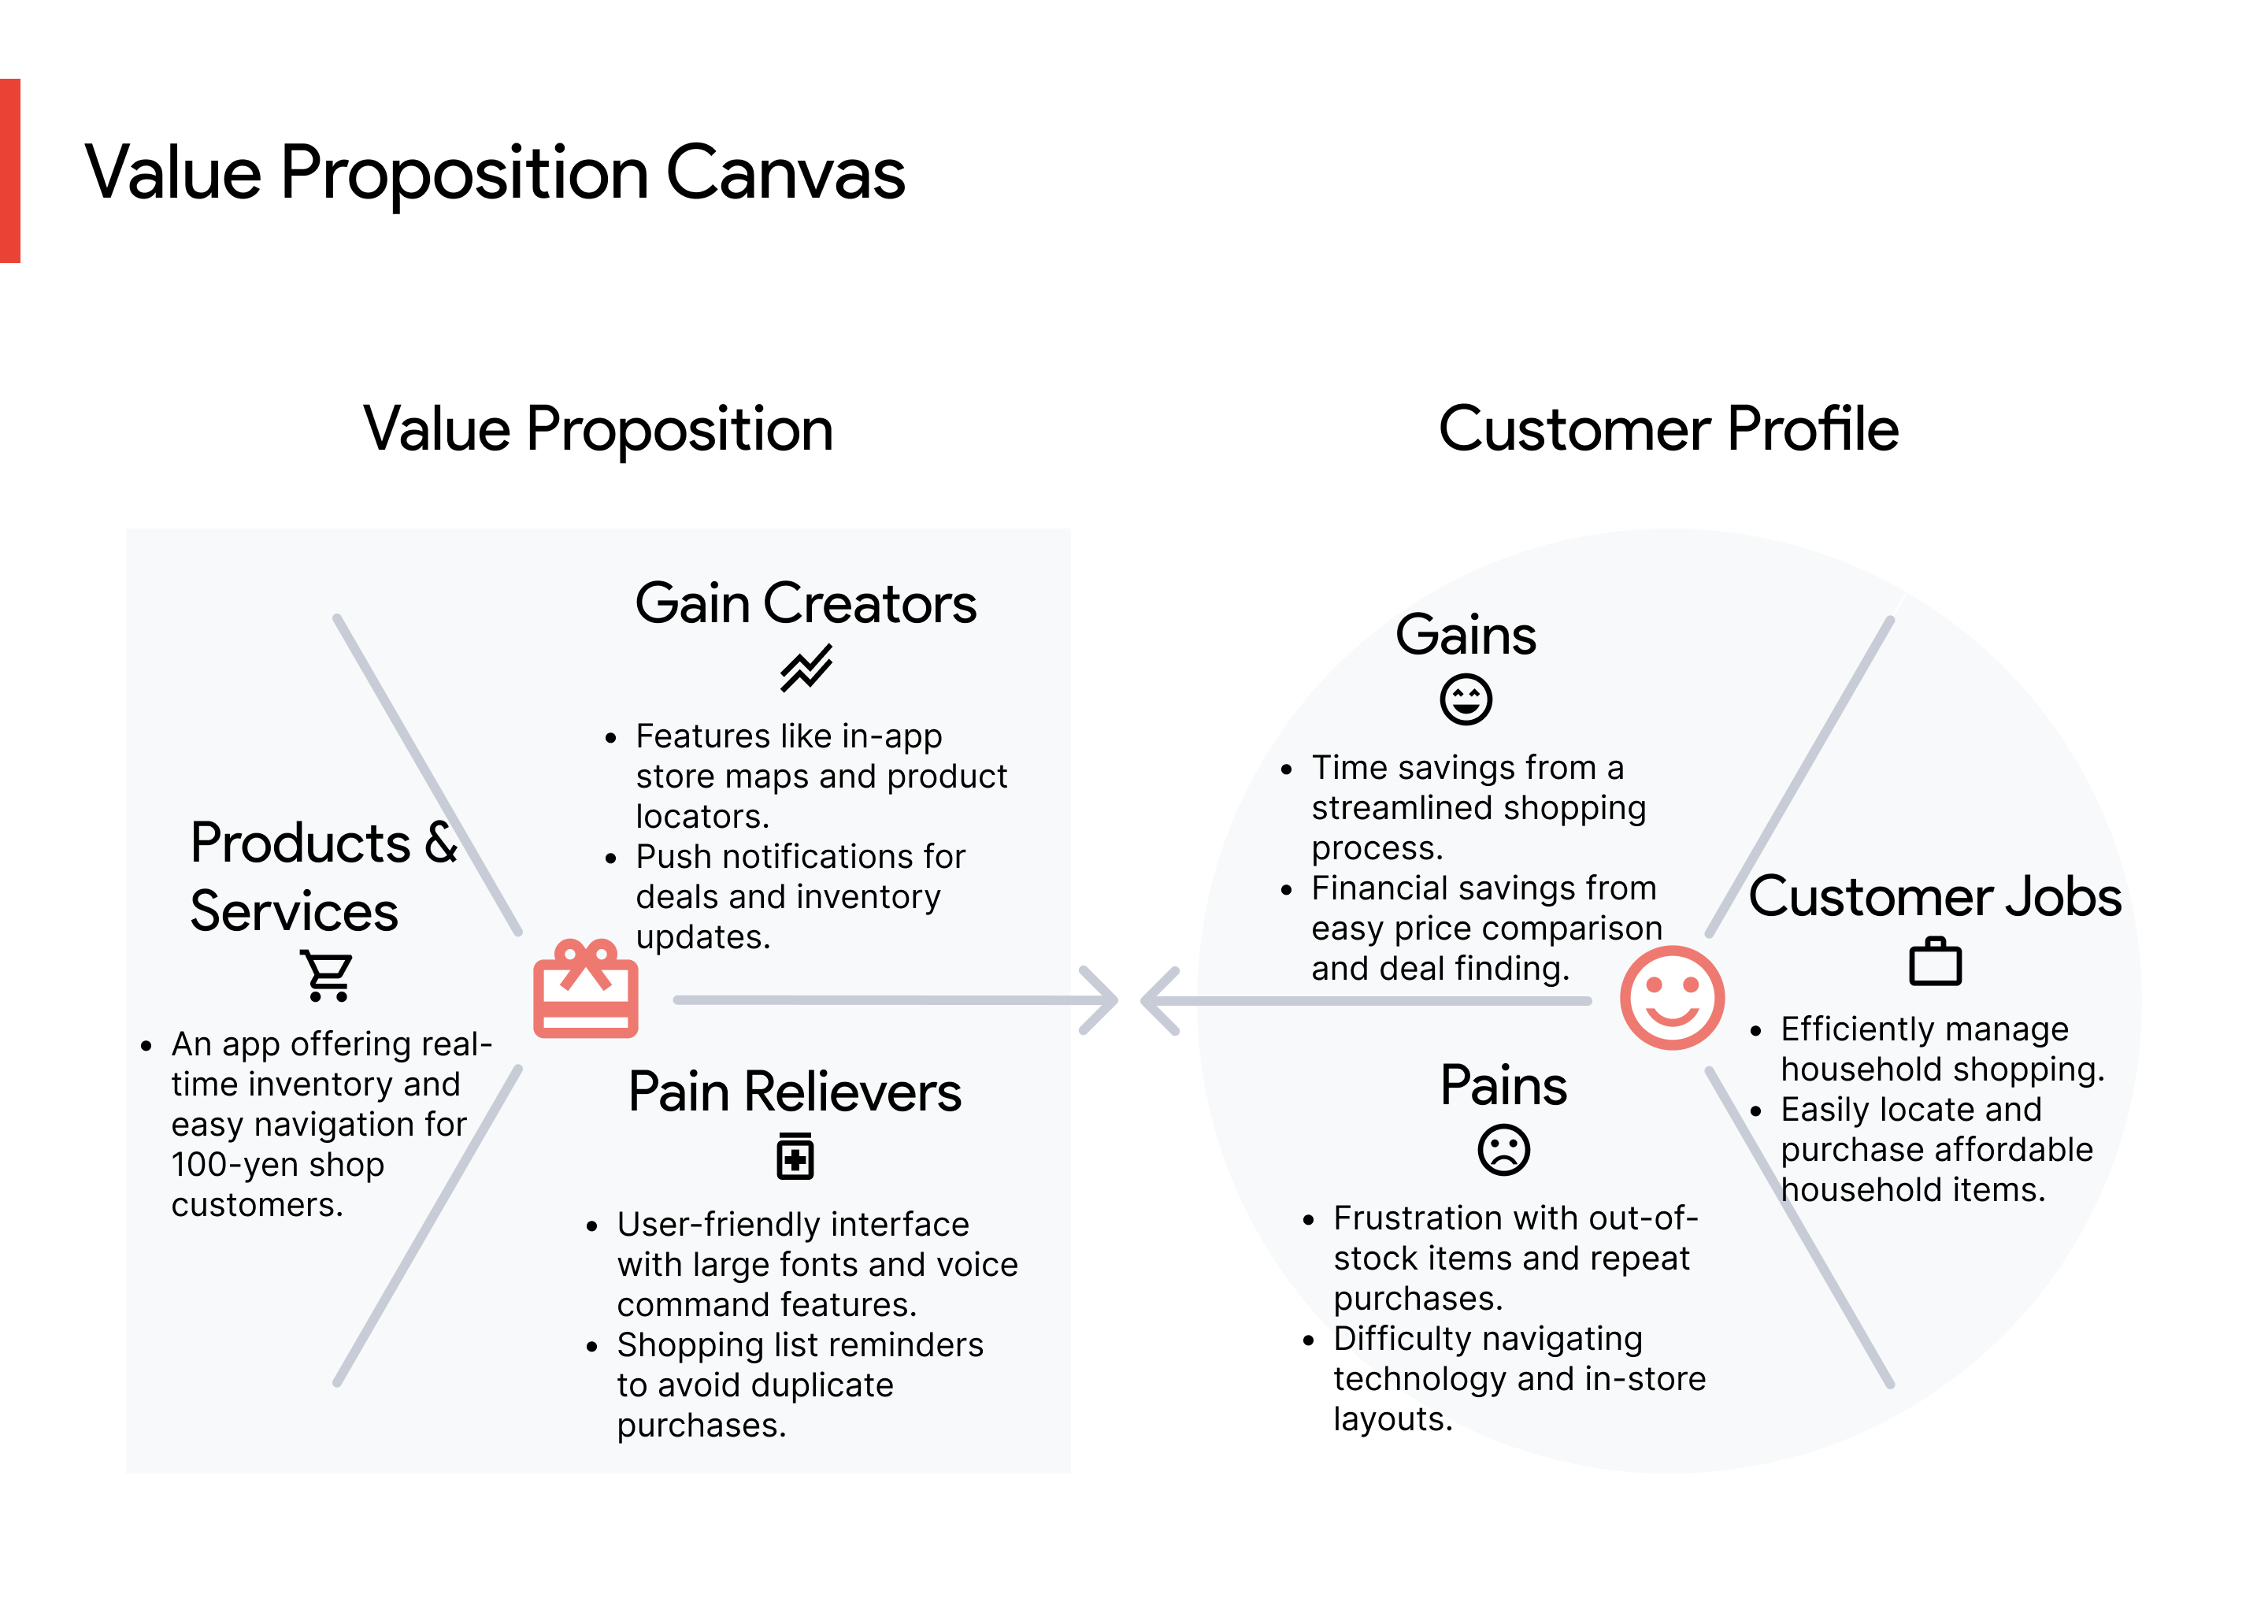 Value Proposition Canvas
Value Proposition
Gain Creators
• Features like in-app
store maps and product
locators.
• Push notifications for
deals and inventory
updates.
Products &
Services
• An app offering real-
time inventory and
easy navigation for
100-yen shop
customers.
Pain Relievers
• User-friendly interface
with large fonts and voice
command features.
• Shopping list reminders
to avoid duplicate
purchases.
Customer Profile
Gains
• Time savings from a
streamlined shopping
process.
• Financial savings from
easy price comparison
and deal finding.
Customer Jobs
• Efficiently manage
household shopping.
• Easily locate and
purchase affordable
household items.
Pains
• Frustration with out-of-
stock items and repeat
purchases.
• Difficulty navigating
technology and in-store
layouts.